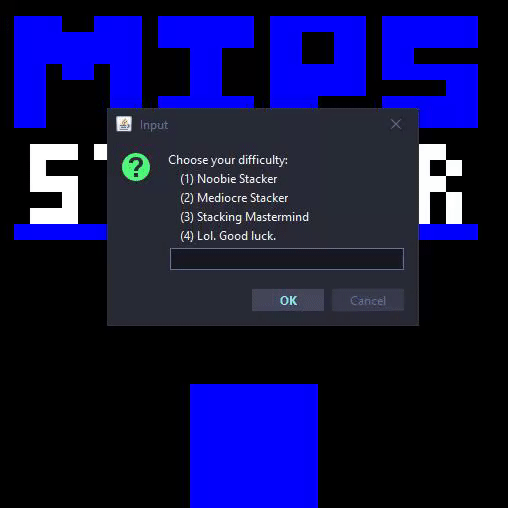 MIPS
Input
Choose your difficulty:
(1) Noobie Stacker
(2) Mediocre Stacker
(3) Stacking Mastermind
(4) Lol. Good luck.
OK
Cancel